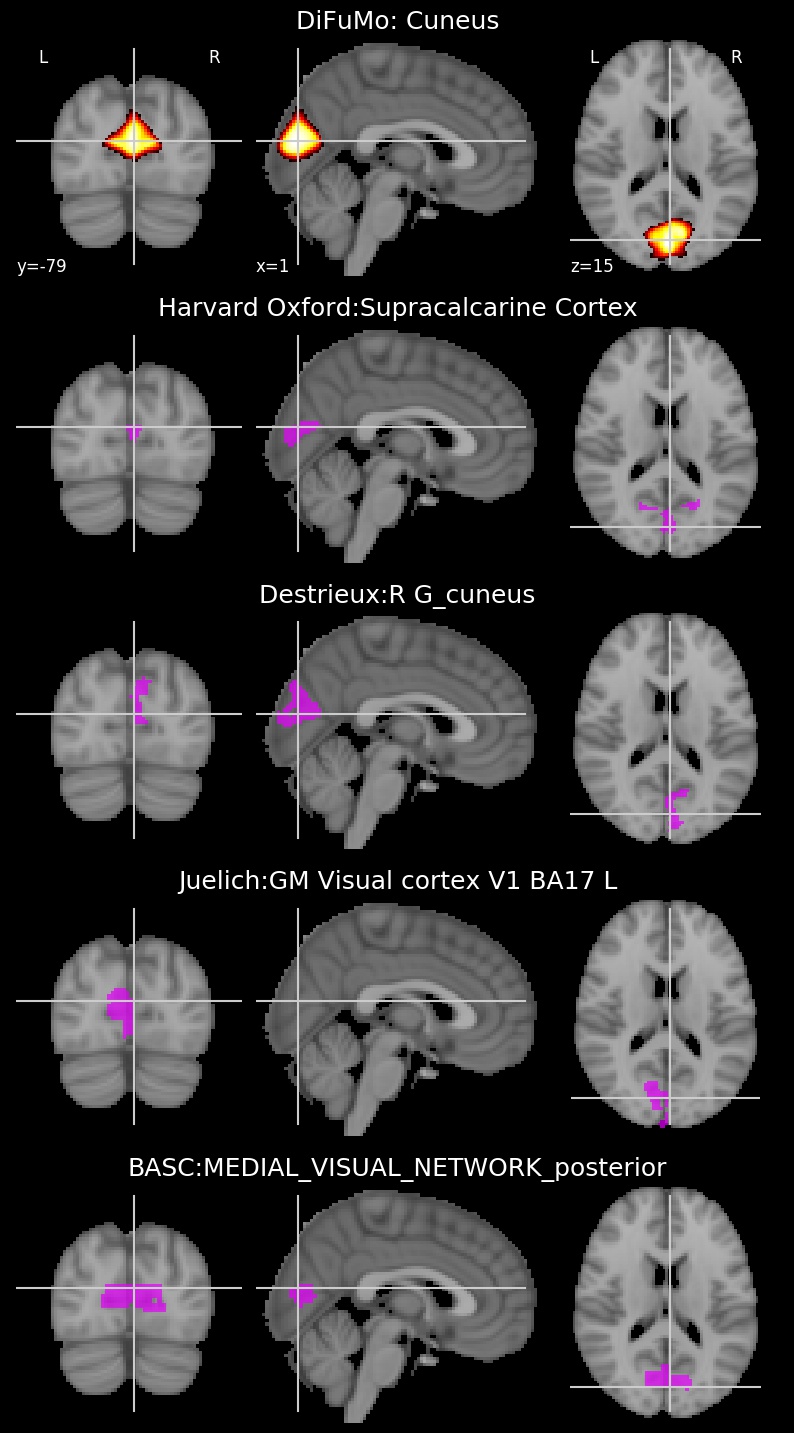 DiFuMo: Cuneus
L R L R
y=-79 x=1 z=15
Harvard Oxford:Supracalcarine Cortex
Destrieux:R G_cuneus
Juelich:GM Visual cortex V1 BA17 L
BASC:MEDIAL_VISUAL_NETWORK_posterior